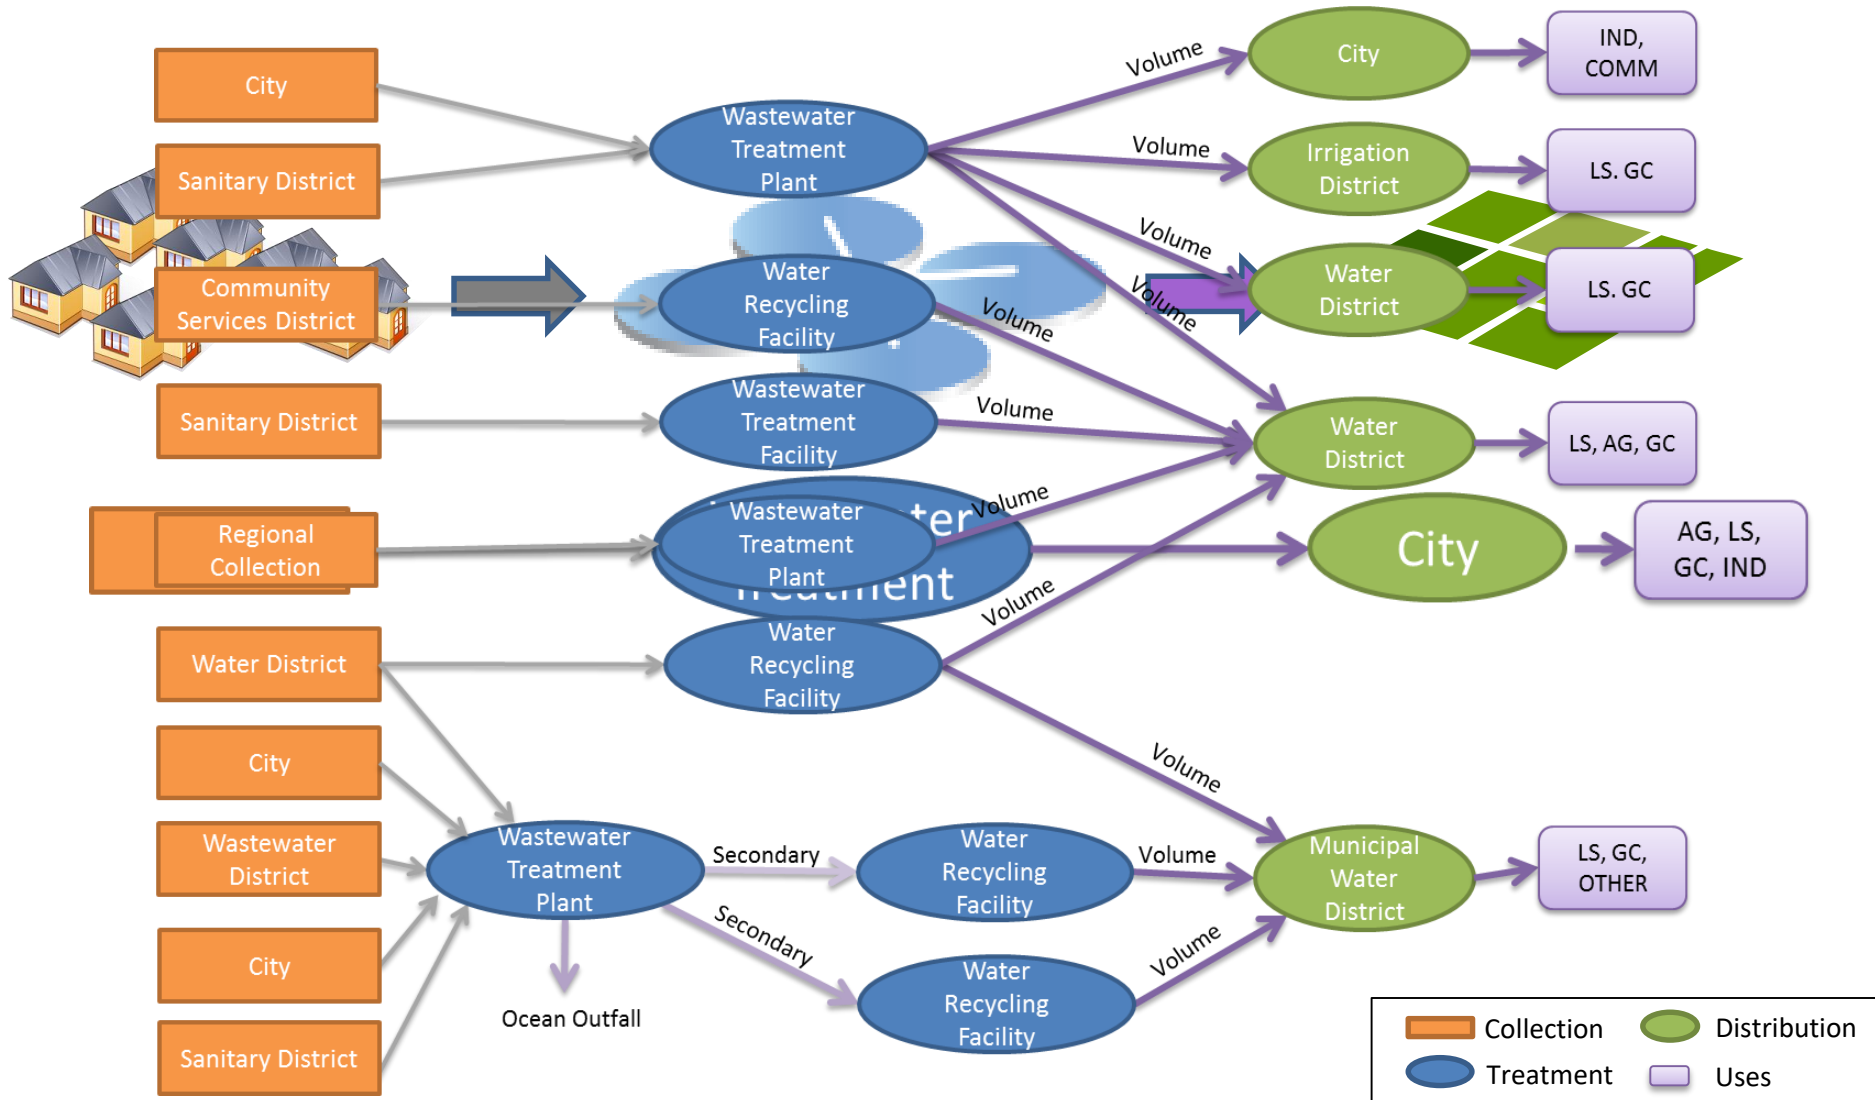 City
Sanitary District
Community
Services District
Sanitary District
Regional
Collection
Water District
City
Wastewater
District
City
Sanitary District
Wastewater
Treatment
Plant
Water
Recycling
Facility
Wastewater
Treatment
Facility
Wastewater
Treatment
Plant
Treatment
Water
Recycling
Facility
Wastewater
Treatment
Plant
Ocean Outfall
Secondary
Secondary
Water
Recycling
Facility
Water
Recycling
Facility
Volume
Volume
Volume
Volume
Volume
Volume
Volume
Volume
Volume
Volume
Volume
City
Irrigation
District
Water
District
Water
District
City
Municipal
Water
District
IND,
COMM
LS. GC
LS. GC
LS, AG, GC
AG, LS,
GC, IND
LS, GC,
OTHER
Collection
Distribution
Treatment
Uses